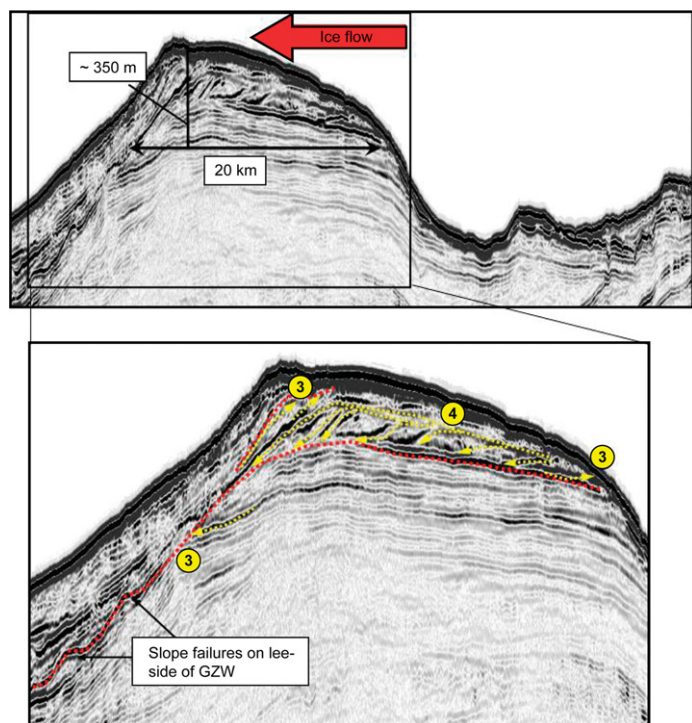 Ice flow
~ 350 m
20 km
3
4
3
3
Slope failures on lee-
side of GZW